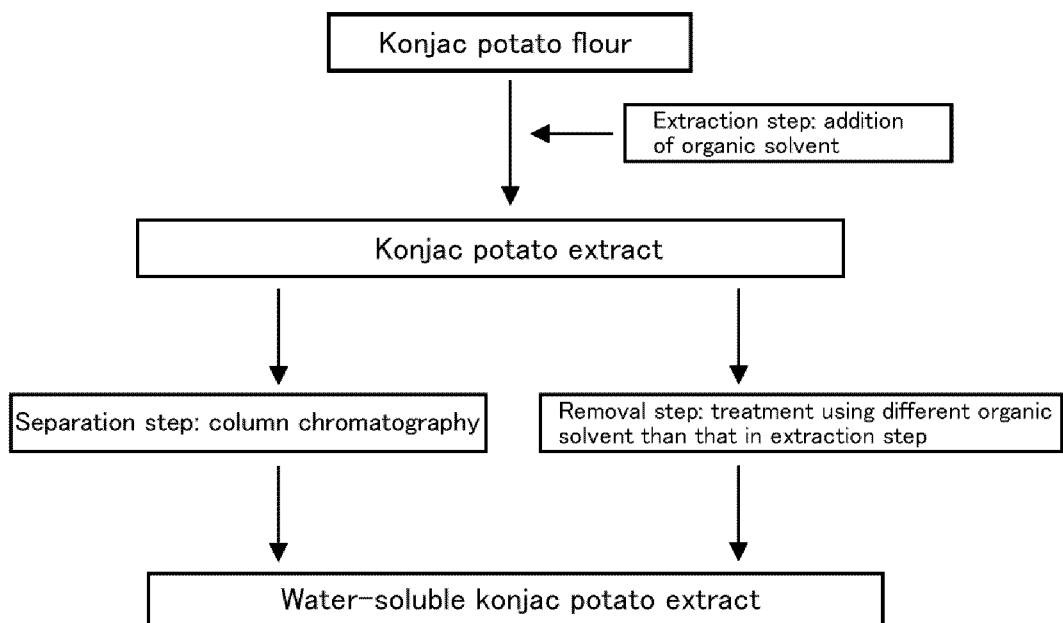 Konjac potato flour
Extraction step: addition
of organic solvent
Konjac potato extract
Separation step: column chromatography
Removal step: treatment using different organic
solvent than that in extraction step
Water-soluble konjac potato extract